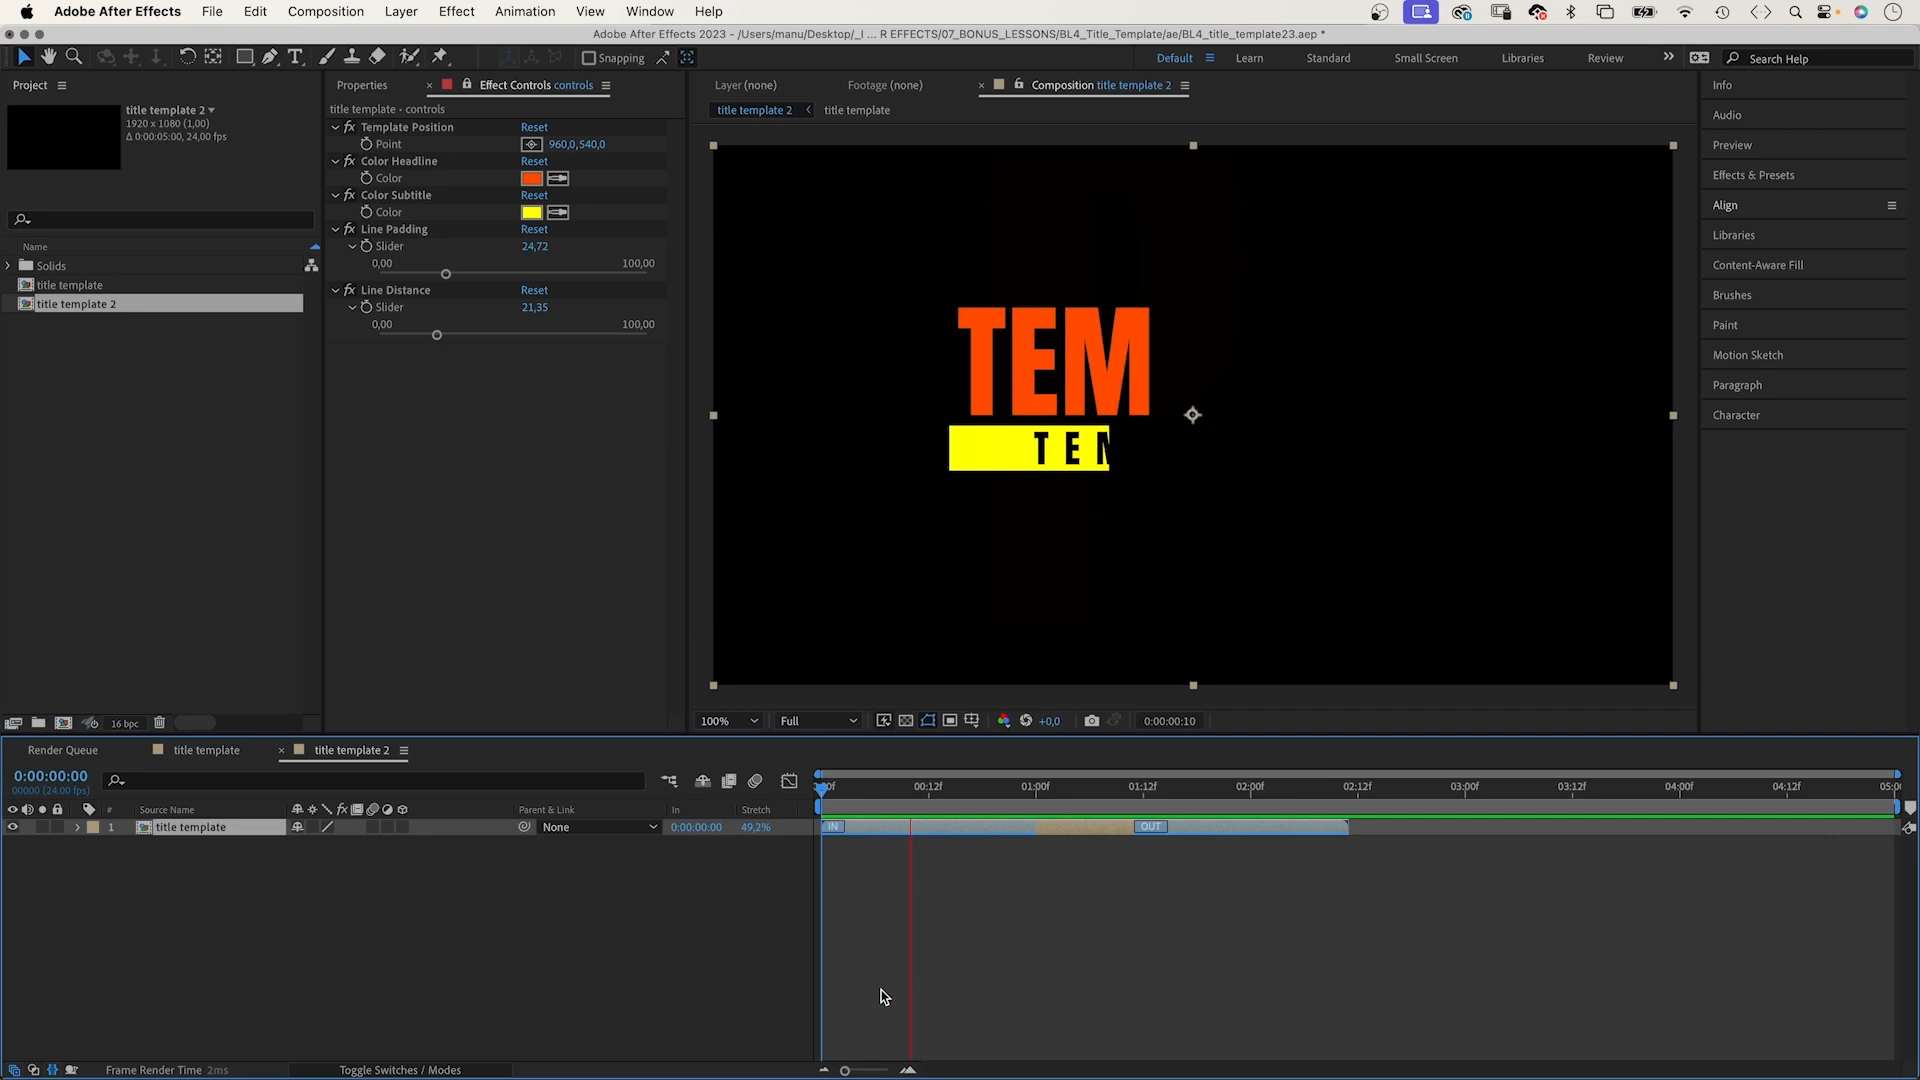 Adobe After Effects File Edit Composition Layer Effect Animation View Window Help
Adobe After Effects 2023 - /Users/manu/Desktop/_I ... R EFFECTS/07_BONUS_LESSONS/BL4_Title_Template/ae/BL4_title_template23.aep *
Snapping Default Learn Standard Small Screen Libraries Review » Search Help
Project
title template 2
1920 x 1080 (1,00)
Δ 0:00:05:00, 24,00 fps
Name
Solids
title template
title template 2
16 bpc
Properties × Effect Controls controls
title template • controls
fx Template Position Reset
Point 960,0,540,0
fx Color Headline Reset
Color
fx Color Subtitle Reset
Color
fx Line Padding Reset
Slider 24,72
0,00 100,00
fx Line Distance Reset
Slider 21,35
0,00 100,00
Layer (none) Footage (none) × Composition title template 2
title template 2 < title template
TEM
TE
100% Full +0,0 0:00:00:10
Info
Audio
Preview
Effects & Presets
Align
Libraries
Content-Aware Fill
Brushes
Paint
Motion Sketch
Paragraph
Character
Render Queue title template × title template 2
0:00:00:00
00000 (24.00 fps)
00:12f 01:00f 01:12f 02:00f 02:12f 03:00f 03:12f 04:00f 04:12f
# Source Name fx Parent & Link In Stretch
1 title template None 0:00:00:00 49,2% IN OUT
Frame Render Time 2ms Toggle Switches / Modes